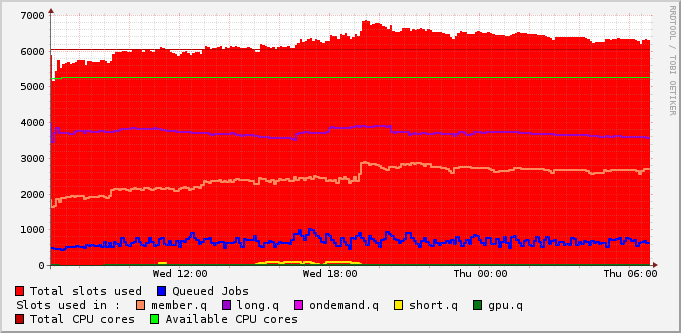 7000
6000
5000
4000
3000
2000
1000
0
Wed 12:00 Wed 18:00 Thu 00:00 Thu 06:00
Total slots used Queued Jobs
Slots used in : member.q long.q ondemand.q short.q gpu.q
Total CPU cores Available CPU cores
RRDTOOL / TOBI OETIKER